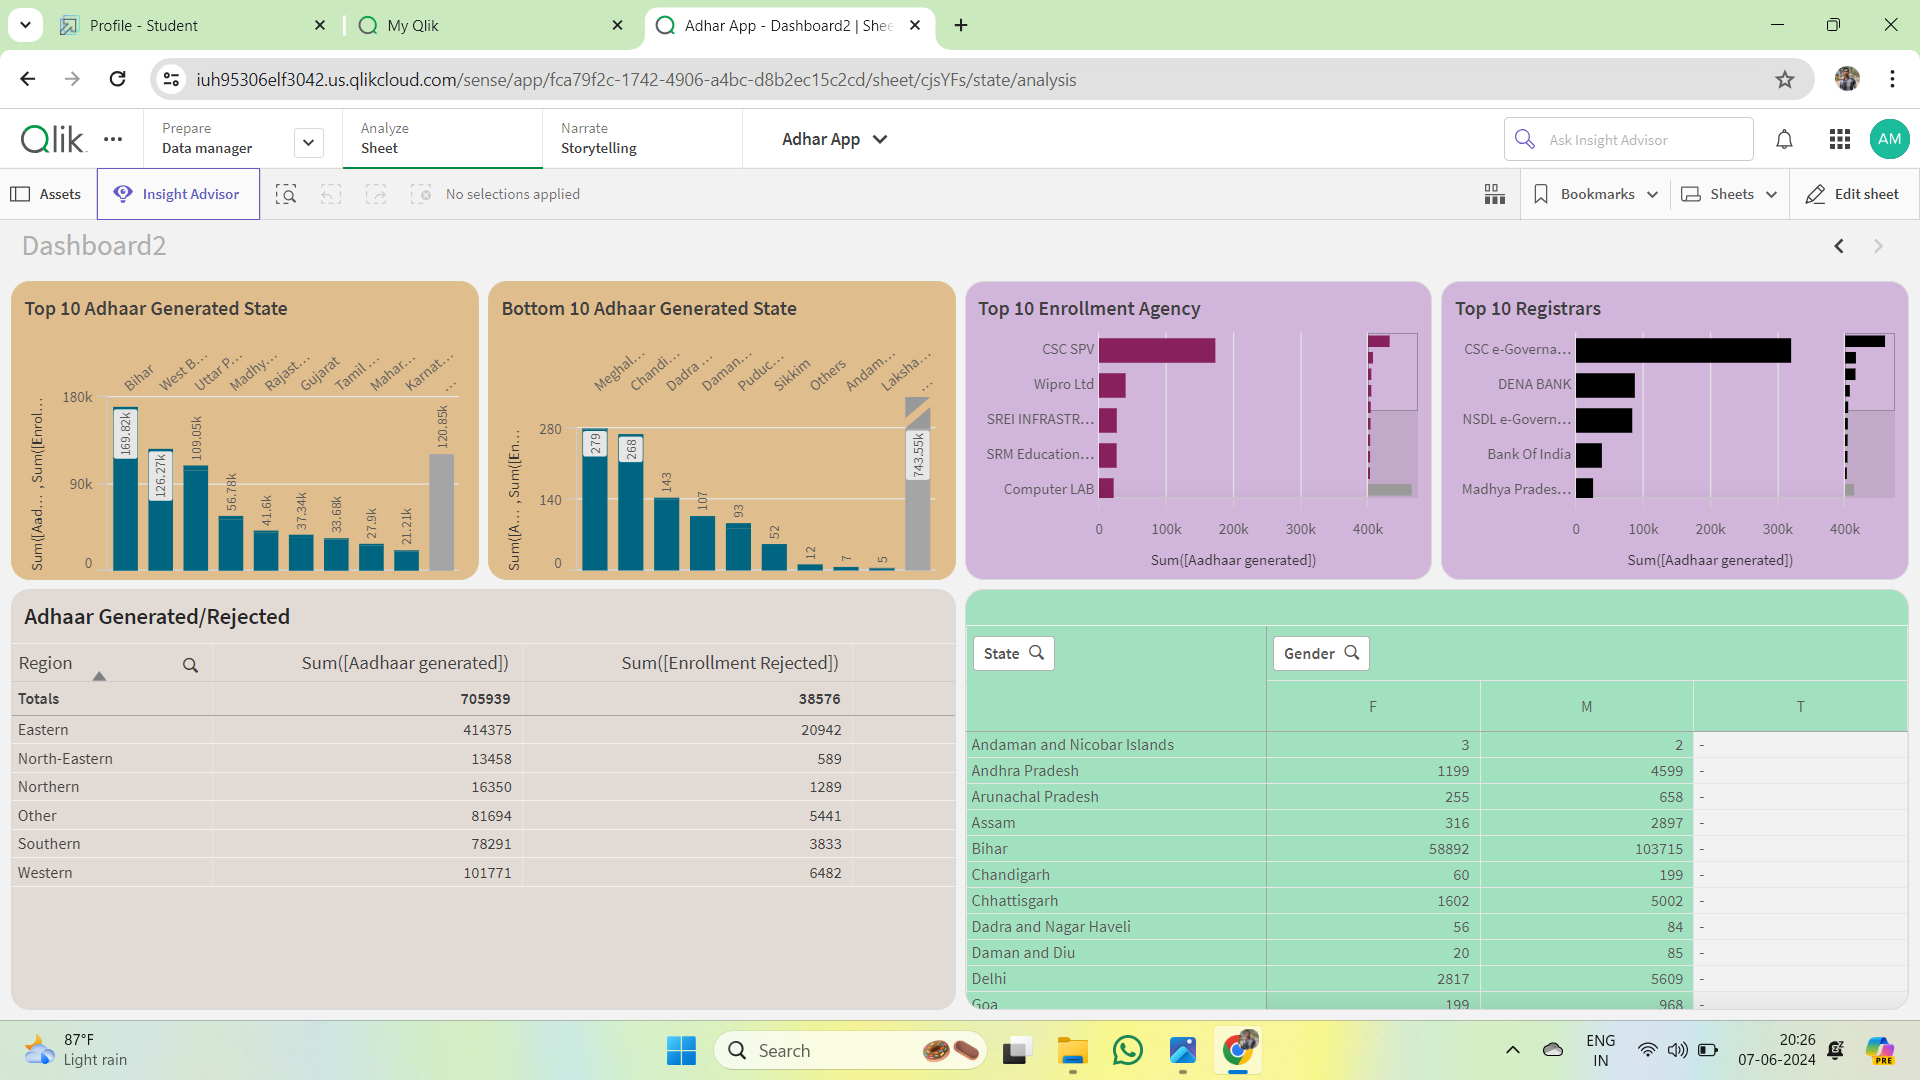 Profile - Student
My Qlik
Adhar App - Dashboard2 | Shee
iuh95306elf3042.us.qlikcloud.com/sense/app/fca79f2c-1742-4906-a4bc-d8b2ec15c2cd/sheet/cjsYFs/state/analysis
Qlik
Prepare
Data manager
Analyze
Sheet
Narrate
Storytelling
Adhar App
Ask Insight Advisor
AM
Assets
Insight Advisor
No selections applied
Bookmarks
Sheets
Edit sheet
Dashboard2
Top 10 Adhaar Generated State
Bihar
West B...
Uttar P...
Madhy...
Rajast...
Gujarat
Tamil ...
Mahar...
Karnat...
...
Sum([Aad... , Sum([Enrol...
180k
90k
0
169.82k
126.27k
109.05k
56.78k
41.6k
37.34k
33.68k
27.9k
21.21k
120.85k
Bottom 10 Adhaar Generated State
Meghal...
Chandi...
Dadra ...
Daman...
Puduc...
Sikkim
Others
Andam...
Laksha...
...
Sum([A... , Sum([En...
280
140
0
279
268
143
107
93
52
12
7
5
743.55k
Top 10 Enrollment Agency
CSC SPV
Wipro Ltd
SREI INFRASTR...
SRM Education...
Computer LAB
0 100k 200k 300k 400k
Sum([Aadhaar generated])
Top 10 Registrars
CSC e-Governa...
DENA BANK
NSDL e-Govern...
Bank Of India
Madhya Prades...
0 100k 200k 300k 400k
Sum([Aadhaar generated])
Adhaar Generated/Rejected
Region Sum([Aadhaar generated]) Sum([Enrollment Rejected])
Totals 705939 38576
Eastern 414375 20942
North-Eastern 13458 589
Northern 16350 1289
Other 81694 5441
Southern 78291 3833
Western 101771 6482
State
Gender
F M T
Andaman and Nicobar Islands 3 2 -
Andhra Pradesh 1199 4599 -
Arunachal Pradesh 255 658 -
Assam 316 2897 -
Bihar 58892 103715 -
Chandigarh 60 199 -
Chhattisgarh 1602 5002 -
Dadra and Nagar Haveli 56 84 -
Daman and Diu 20 85 -
Delhi 2817 5609 -
Goa 199 968 -
87°F
Light rain
Search
ENG
IN
20:26
07-06-2024
PRE